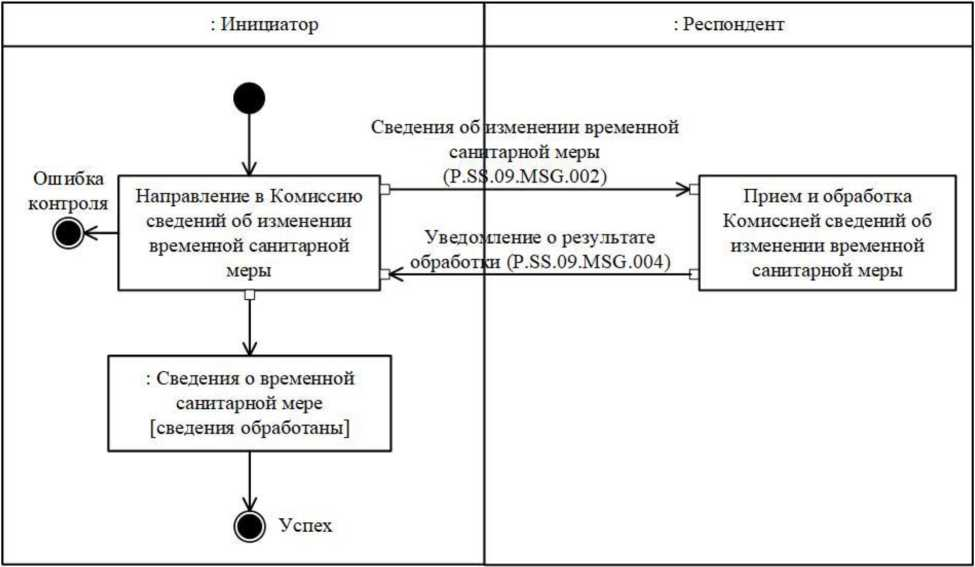 : Инициатор
: Респондент
Сведения об изменении временной
санитарной меры
(P.SS.09.MSG.002)
Ошибка
контроля
Направление в Комиссию
сведений об изменении
временной санитарной
меры
Прием и обработка
Комиссией сведений об
изменении временной
санитарной меры
Уведомление о результате
обработки (P.SS.09.MSG.004)
: Сведения о временной
санитарной мере
[сведения обработаны]
Успех